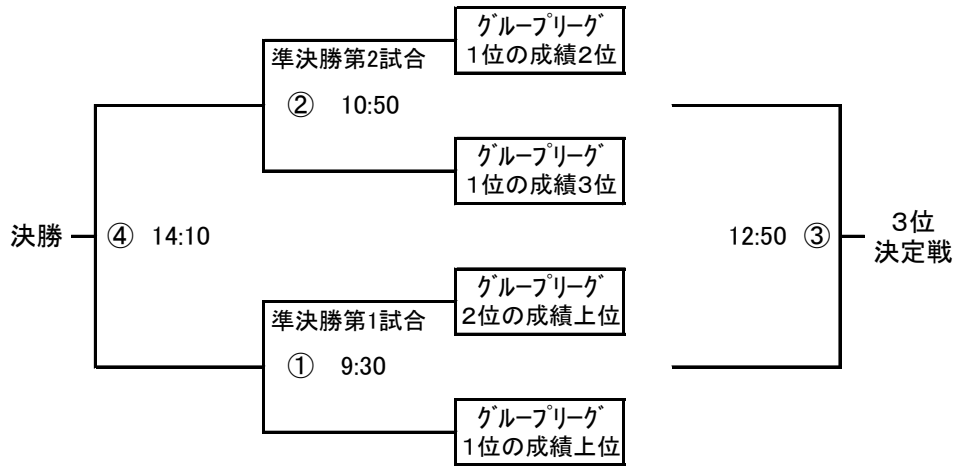 ｸﾞﾙｰﾌﾟﾘｰｸﾞ
1位の成績２位
準決勝第2試合
② 10:50
ｸﾞﾙｰﾌﾟﾘｰｸﾞ
1位の成績３位
決勝
④ 14:10
12:50 ③
３位
決定戦
ｸﾞﾙｰﾌﾟﾘｰｸﾞ
２位の成績上位
準決勝第1試合
① 9:30
ｸﾞﾙｰﾌﾟﾘｰｸﾞ
1位の成績上位